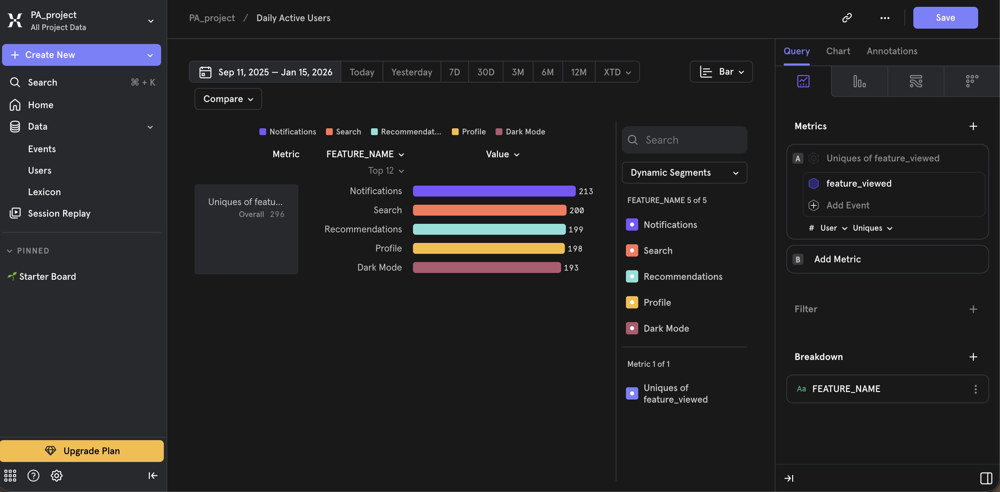 PA_project
All Project Data
Create New
Search ⌘ + K
Home
Data
Events
Users
Lexicon
Session Replay
PINNED
Starter Board
Upgrade Plan
PA_project / Daily Active Users
Save
Sep 11, 2025 – Jan 15, 2026 Today Yesterday 7D 30D 3M 6M 12M XTD
Bar
Compare
Notifications Search Recommendat... Profile Dark Mode
Metric FEATURE_NAME Value
Top 12
Uniques of featu...
Overall 296
Notifications 213
Search 200
Recommendations 199
Profile 198
Dark Mode 193
Search
Dynamic Segments
FEATURE_NAME 5 of 5
Notifications
Search
Recommendations
Profile
Dark Mode
Metric 1 of 1
Uniques of
feature_viewed
Query Chart Annotations
Metrics
A Uniques of feature_viewed
feature_viewed
Add Event
# User Uniques
B Add Metric
Filter
Breakdown
Aa FEATURE_NAME